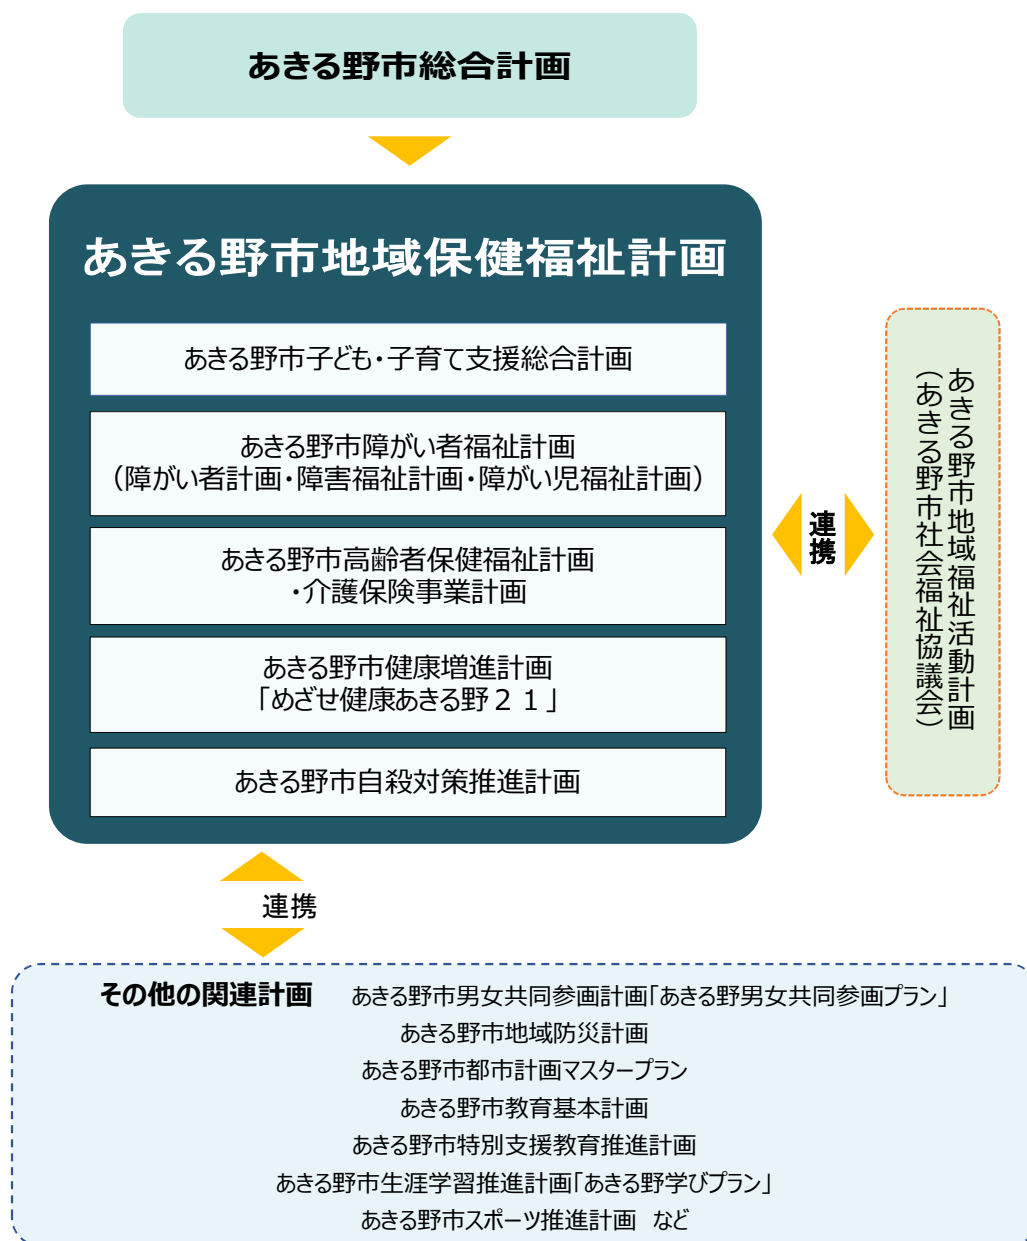 あきる野市総合計画
あきる野市地域保健福祉計画
あきる野市子ども・子育て支援総合計画
あきる野市障がい者福祉計画
（障がい者計画・障害福祉計画・障がい児福祉計画）
あきる野市高齢者保健福祉計画
・介護保険事業計画
あきる野市健康増進計画
「めざせ健康あきる野２１」
あきる野市自殺対策推進計画
連携
あきる野市地域福祉活動計画
（あきる野市社会福祉協議会）
連携
その他の関連計画　あきる野市男女共同参画計画「あきる野男女共同参画プラン」
あきる野市地域防災計画
あきる野市都市計画マスタープラン
あきる野市教育基本計画
あきる野市特別支援教育推進計画
あきる野市生涯学習推進計画「あきる野学びプラン」
あきる野市スポーツ推進計画　など